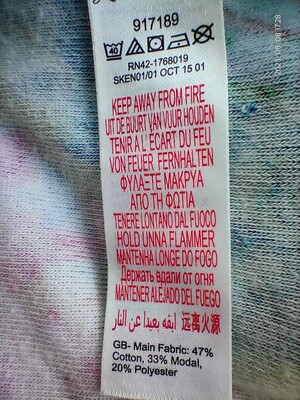 917189
40
RN42-1768019
SKEN01/01 OCT 15 01
KEEP AWAY FROM FIRE
UIT DE BUURT VAN VUUR HOUDEN
TENIR A L' ÉCART DU FEU
VON FEUER FERNHALTEN
ΦΥΛΑΞΤΕ ΜΑΚΡΥΑ
ΑΠΟ ΤΗ ΦΩΤΙΑ
TENERE LONTANO DAL FUOCO
HOLD UNNA FLAMMER
MANTENHA LONGE DO FOGO
Держать вдали от огня
MANTENER ALEJADO DEL FUEGO
ابقه بعيدا عن النار 远离火源
GB- Main Fabric: 47%
Cotton, 33% Modal,
20% Polyester